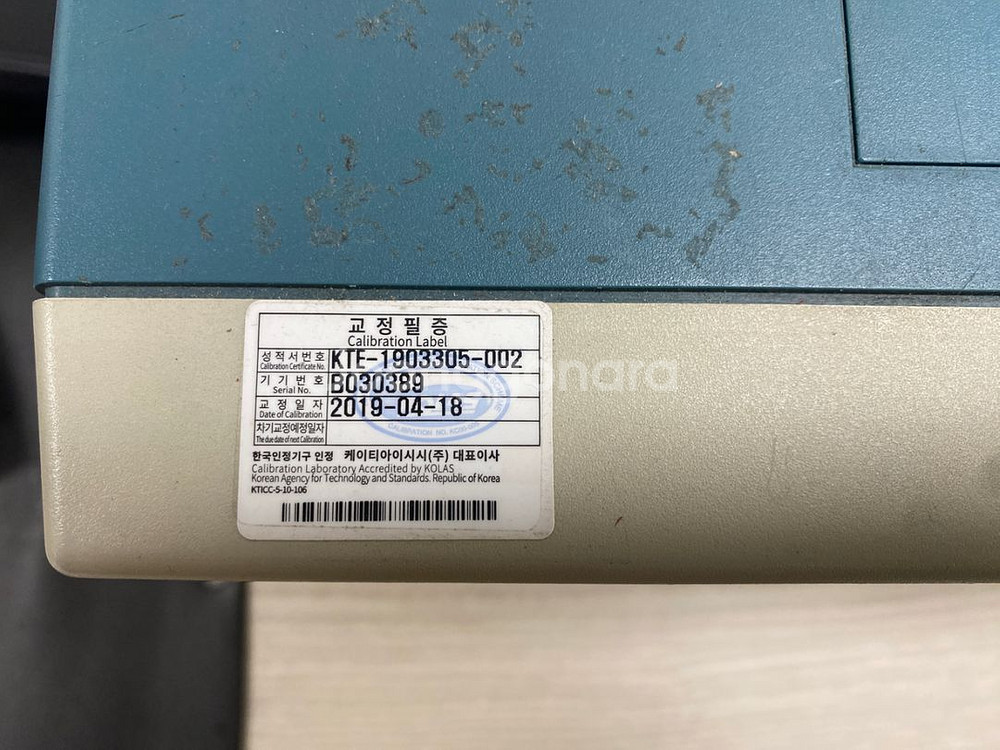 교정필증
Calibration Label
성적서번호 KTE-1903305-002
Calibration Certificate No.
기기번호 B030389
Serial No.
교정일자 2019-04-18
Date of Calibration
차기교정예정일자
The due date of next Calibration
한국인정기구 인정 케이티아이시시(주) 대표이사
Calibration Laboratory Accredited by KOLAS
Korean Agency for Technology and Standards. Republic of Korea
KTICC-5-10-106